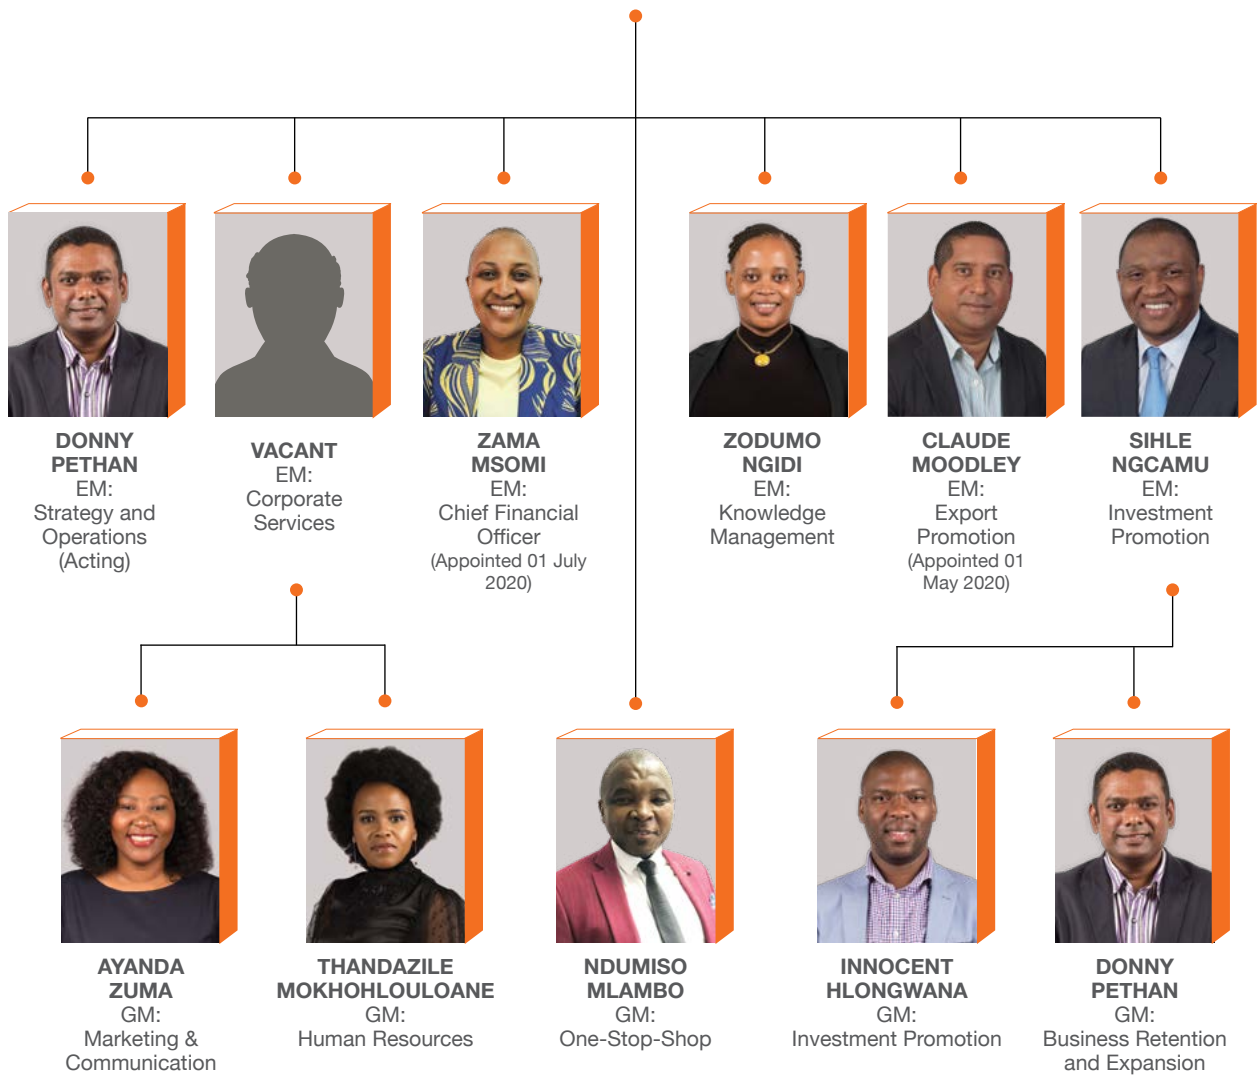 DONNY
PETHAN
EM:
Strategy and
Operations
(Acting)
VACANT
EM:
Corporate
Services
ZAMA
MSOMI
EM:
Chief Financial
Officer
(Appointed 01 July
2020)
ZODUMO
NGIDI
EM:
Knowledge
Management
CLAUDE
MOODLEY
EM:
Export
Promotion
(Appointed 01
May 2020)
SIHLE
NGCAMU
EM:
Investment
Promotion
AYANDA
ZUMA
GM:
Marketing &
Communication
THANDAZILE
MOKHOHLOULOANE
GM:
Human Resources
NDUMISO
MLAMBO
GM:
One-Stop-Shop
INNOCENT
HLONGWANA
GM:
Investment Promotion
DONNY
PETHAN
GM:
Business Retention
and Expansion